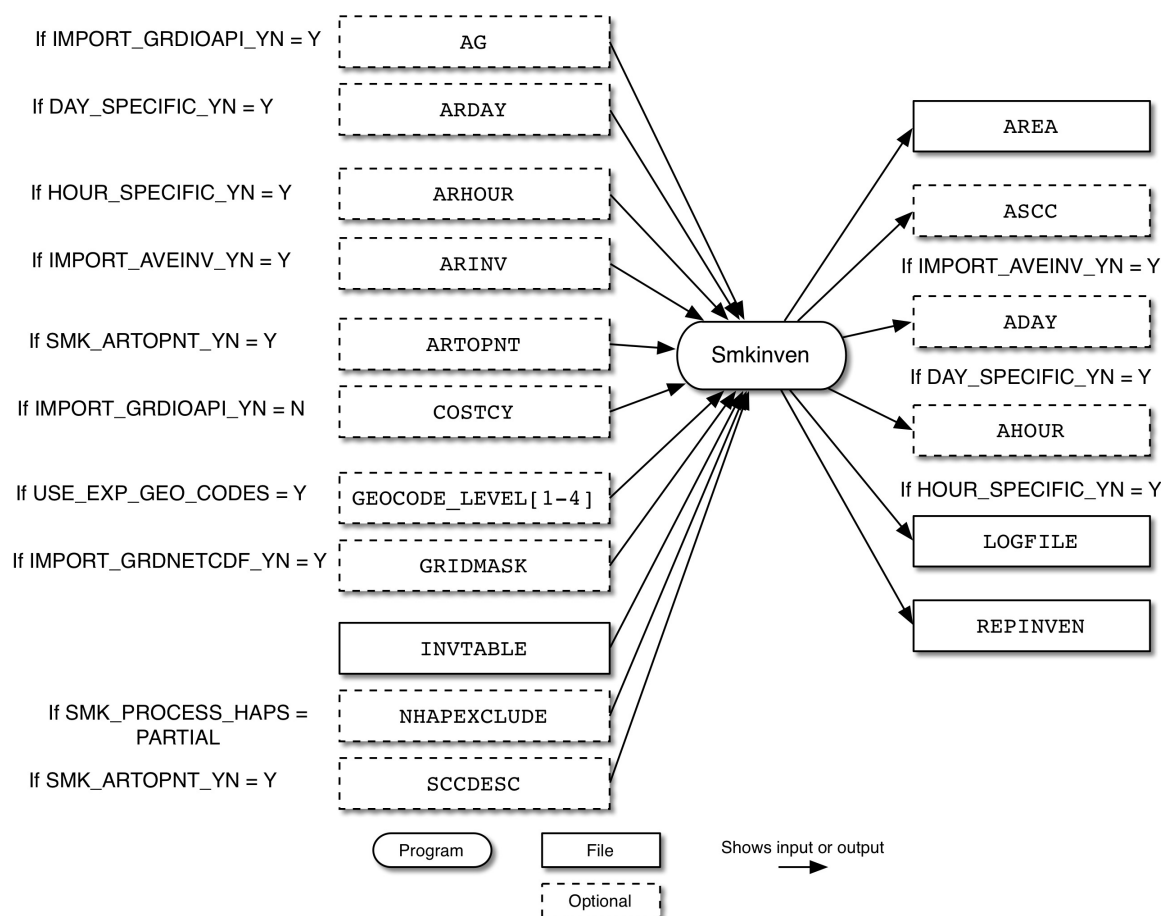 If IMPORT_GRDIOAPI_YN = Y
AG
If DAY_SPECIFIC_YN = Y
ARDAY
If HOUR_SPECIFIC_YN = Y
ARHOUR
If IMPORT_AVEINV_YN = Y
ARINV
If SMK_ARTOPNT_YN = Y
ARTOPNT
If IMPORT_GRDIOAPI_YN = N
COSTCY
If USE_EXP_GEO_CODES = Y
GEOCODE_LEVEL[1-4]
If IMPORT_GRDNETCDF_YN = Y
GRIDMASK
INVTABLE
If SMK_PROCESS_HAPS =
PARTIAL
NHAPEXCLUDE
If SMK_ARTOPNT_YN = Y
SCCDESC
Smkinven
AREA
ASCC
If IMPORT_AVEINV_YN = Y
ADAY
If DAY_SPECIFIC_YN = Y
AHOUR
If HOUR_SPECIFIC_YN = Y
LOGFILE
REPINVEN
Program
File
Shows input or output
Optional